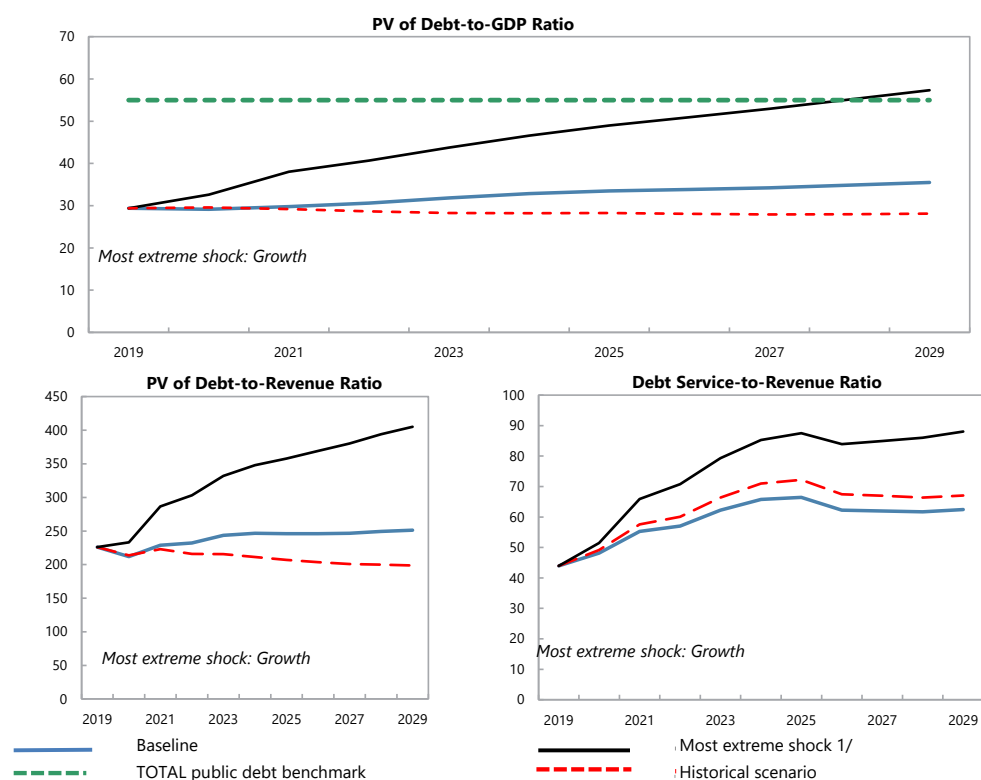 PV of Debt-to-GDP Ratio
70
60
50
40
30
20
10
0
Most extreme shock: Growth
2019 2021 2023 2025 2027 2029
PV of Debt-to-Revenue Ratio
450
400
350
300
250
200
150
100
50
0
Most extreme shock: Growth
2019 2021 2023 2025 2027 2029
Debt Service-to-Revenue Ratio
100
90
80
70
60
50
40
30
20
10
0
Most extreme shock: Growth
2019 2021 2023 2025 2027 2029
Baseline
Most extreme shock 1/
TOTAL public debt benchmark
Historical scenario